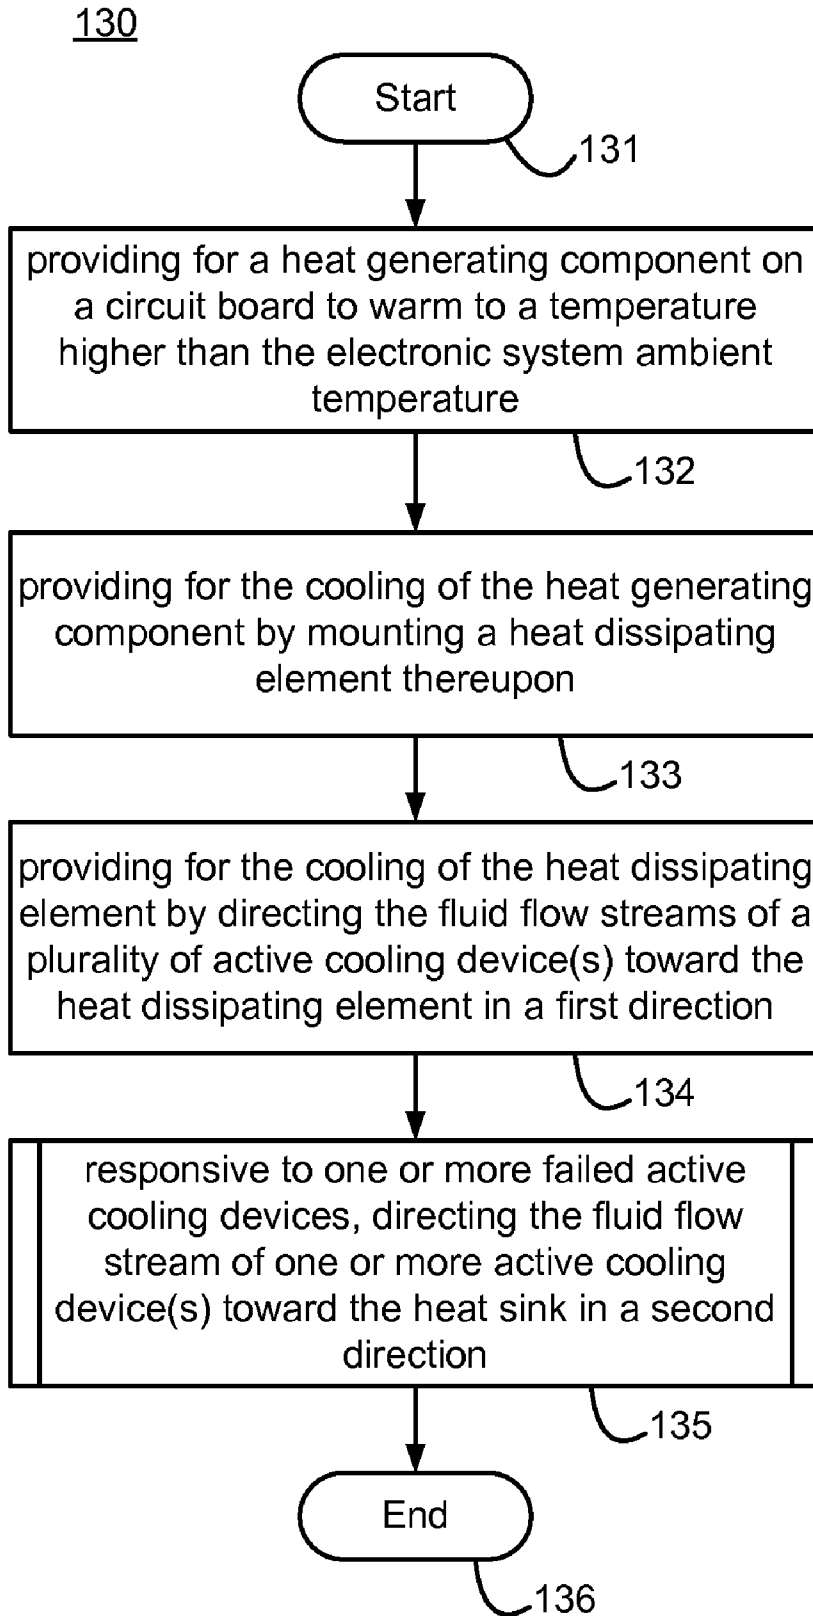 130
Start
131
providing for a heat generating component on
a circuit board to warm to a temperature
higher than the electronic system ambient
temperature
132
providing for the cooling of the heat generating
component by mounting a heat dissipating
element thereupon
133
providing for the cooling of the heat dissipating
element by directing the fluid flow streams of a
plurality of active cooling device(s) toward the
heat dissipating element in a first direction
134
responsive to one or more failed active
cooling devices, directing the fluid flow
stream of one or more active cooling
device(s) toward the heat sink in a second
direction
135
End
136